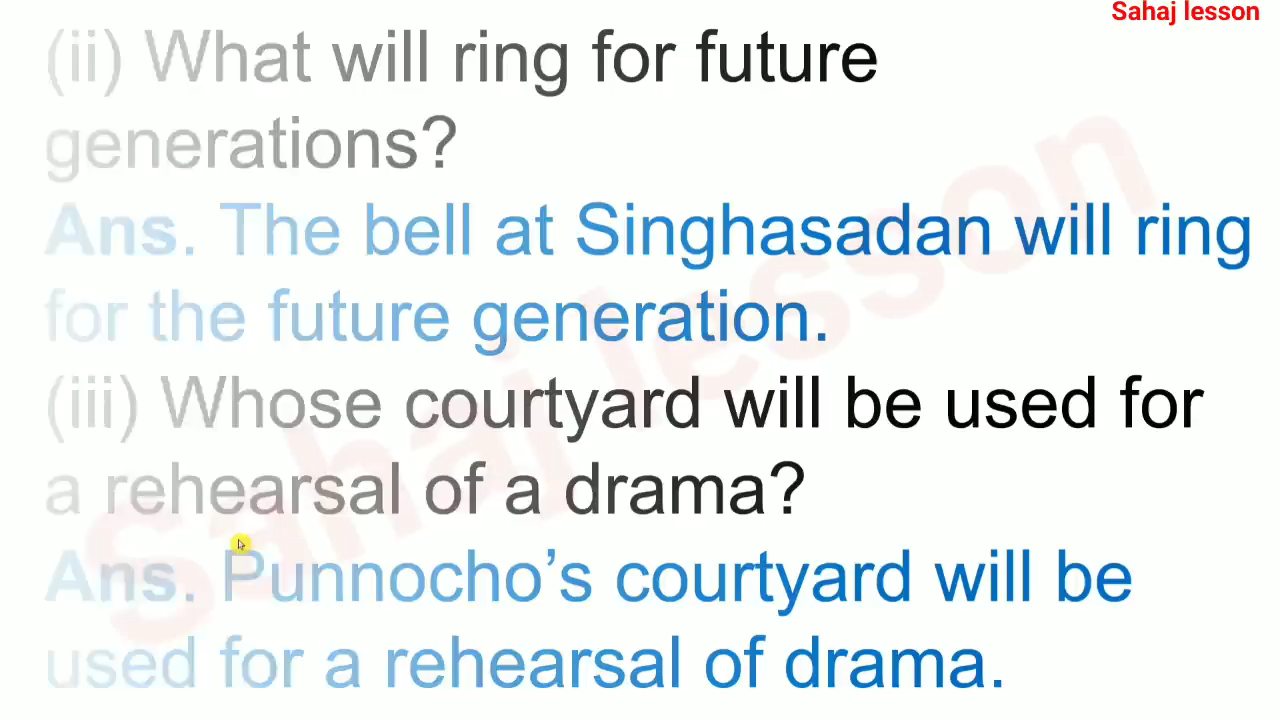 Sahaj lesson
(ii) What will ring for future
generations?
Ans. The bell at Singhasadan will ring
for the future generation.
(iii) Whose courtyard will be used for
a rehearsal of a drama?
Ans. Punnocho’s courtyard will be
used for a rehearsal of drama.
Sahaj lesson